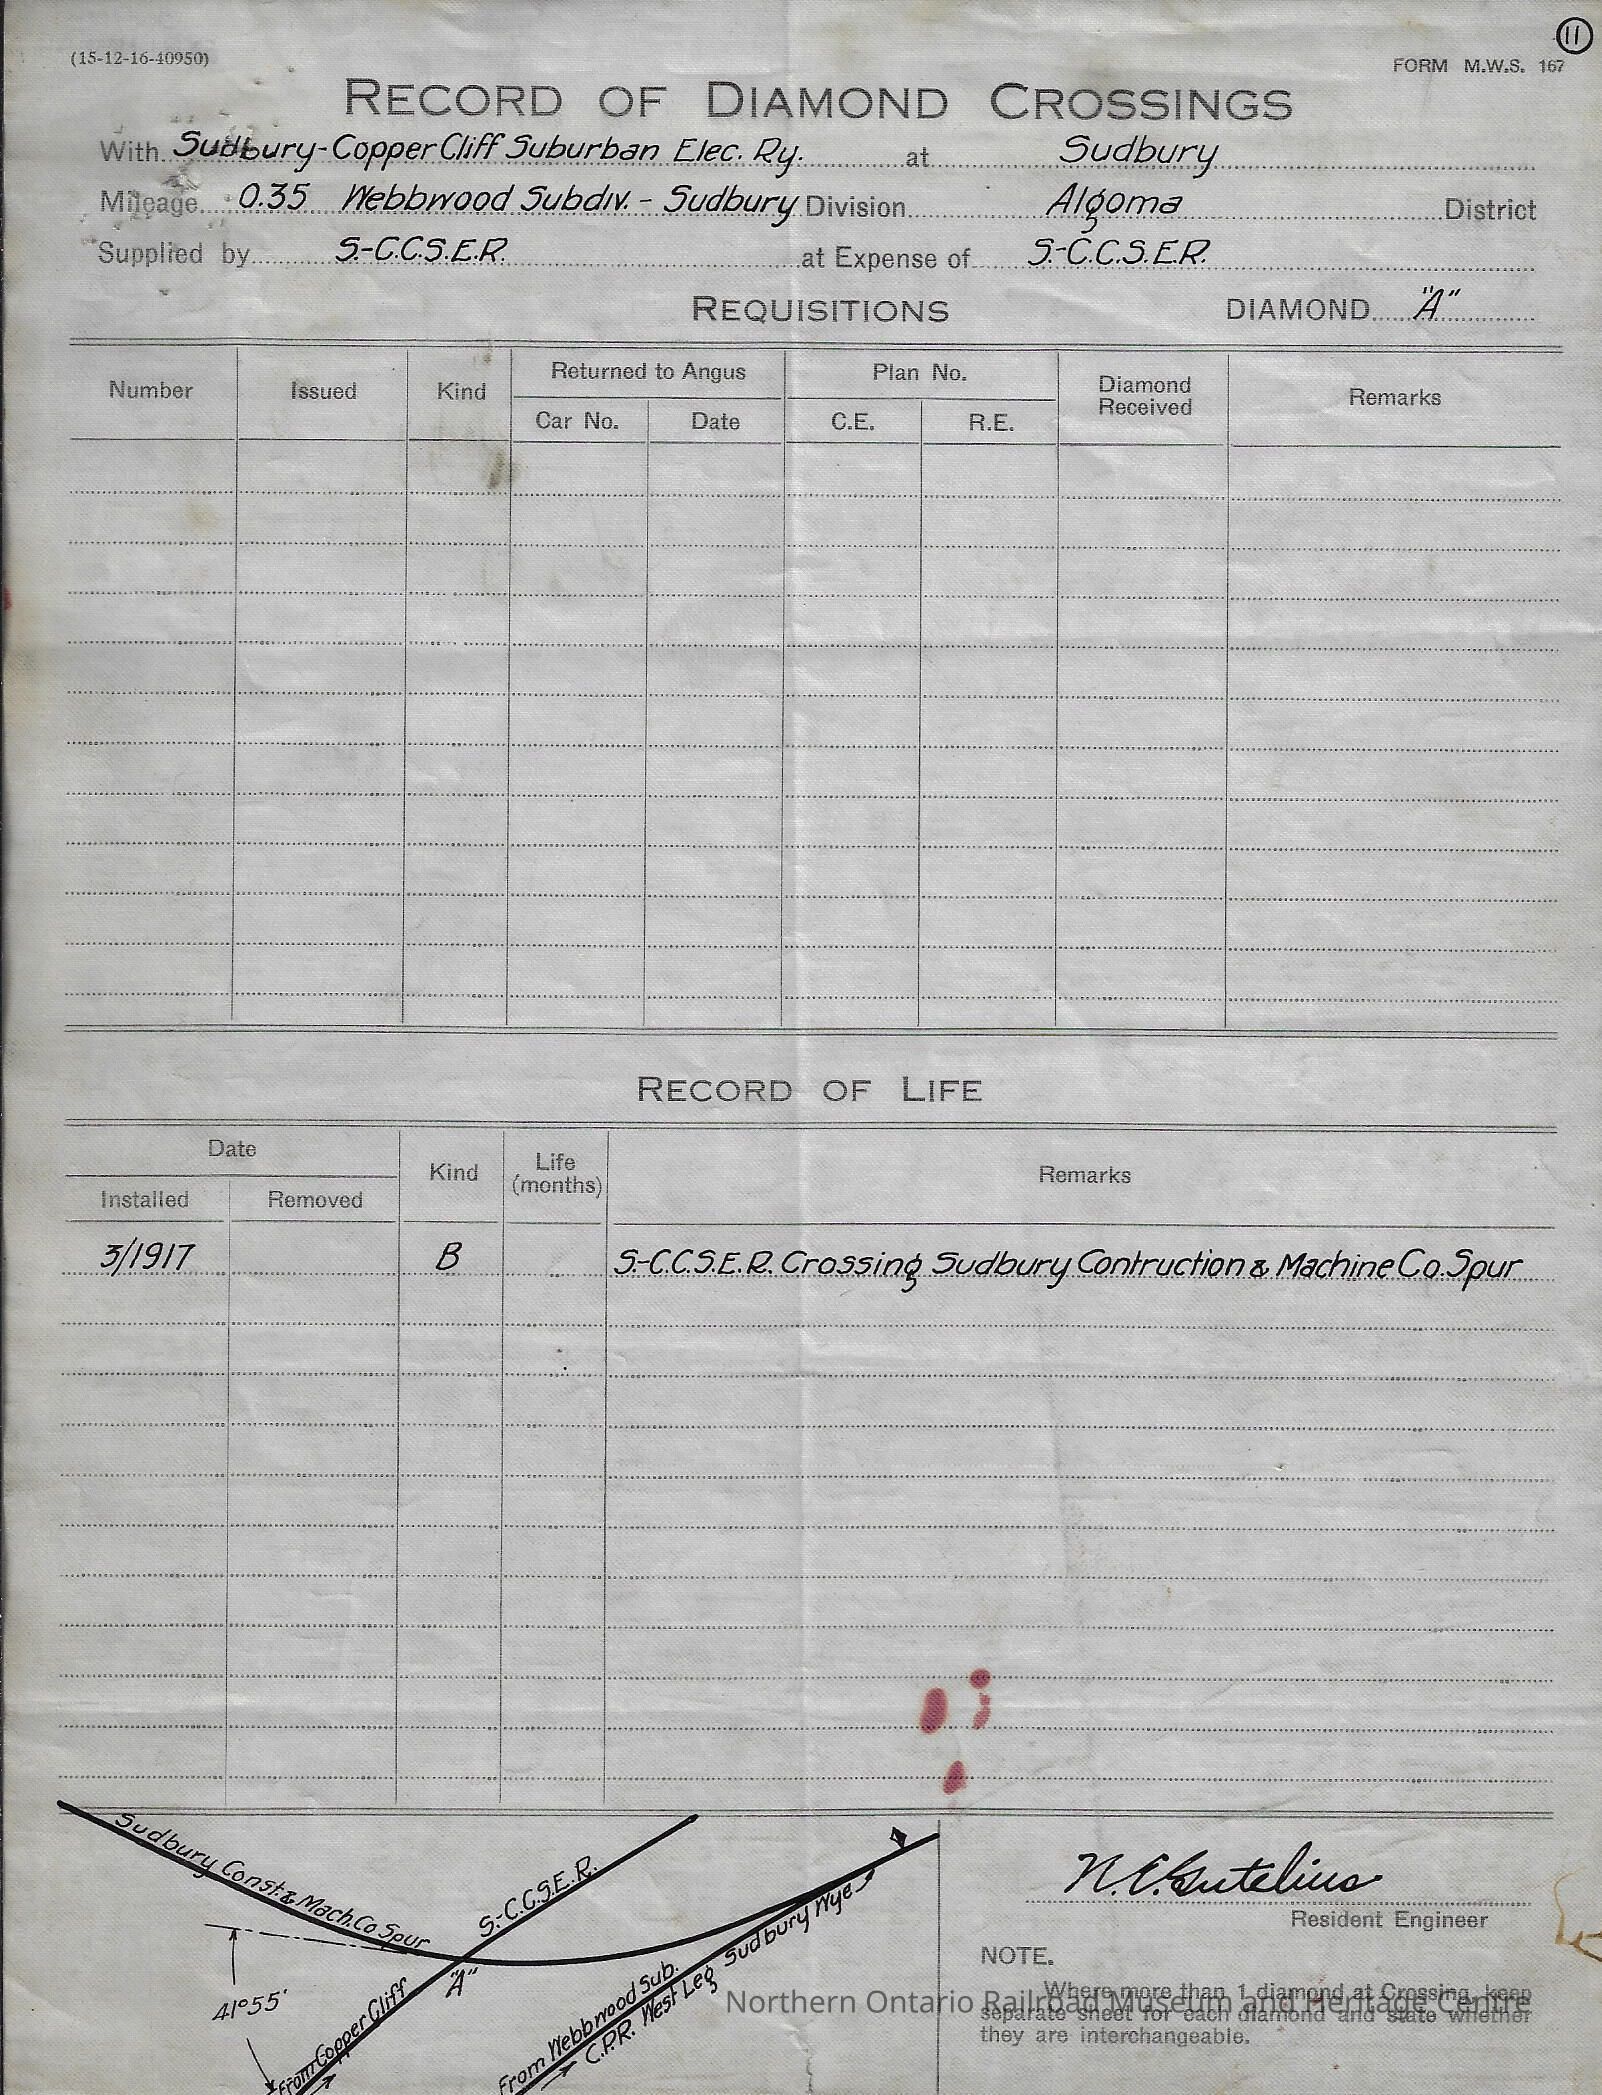 11
(15-12-16-40950)
FORM M.W.S. 167
RECORD OF DIAMOND CROSSINGS
With Sudbury-Copper Cliff Suburban Elec. Ry. at Sudbury
Mileage 0.35 Webbwood Subdiv. - Sudbury Division Algoma District
Supplied by S.-C.C.S.E.R. at Expense of S.-C.C.S.E.R.
REQUISITIONS DIAMOND "A"
Number Issued Kind Returned to Angus Plan No. Diamond Received Remarks
Car No. Date C.E. R.E.
RECORD OF LIFE
Date Kind Life (months) Remarks
Installed Removed
3/1917 B S.-C.C.S.E.R. Crossing Sudbury Contruction & Machine Co. Spur
Sudbury Const. & Mach. Co Spur
S.-C.C.S.E.R.
"A"
41°55'
From Copper Cliff
From Webbwood Sub.
C.P.R. West Leg Sudbury Wye
N. E. Gutelius
Resident Engineer
NOTE.
Where more than 1 diamond at Crossing, keep
separate sheet for each diamond and state whether
they are interchangeable.
Northern Ontario Railroad Museum and Heritage Centre